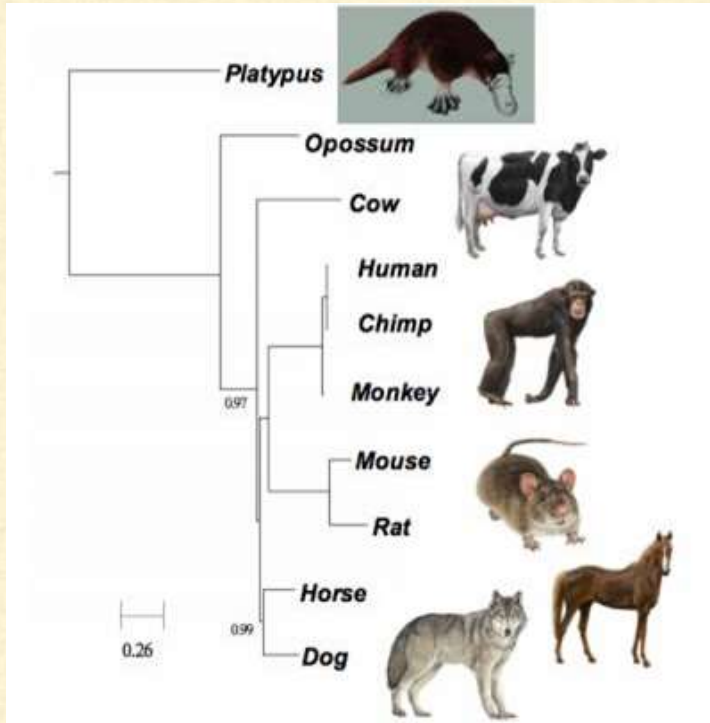 Platypus
Opossum
Cow
Human
Chimp
Monkey
0.97
Mouse
Rat
Horse
0.99
0.26
Dog